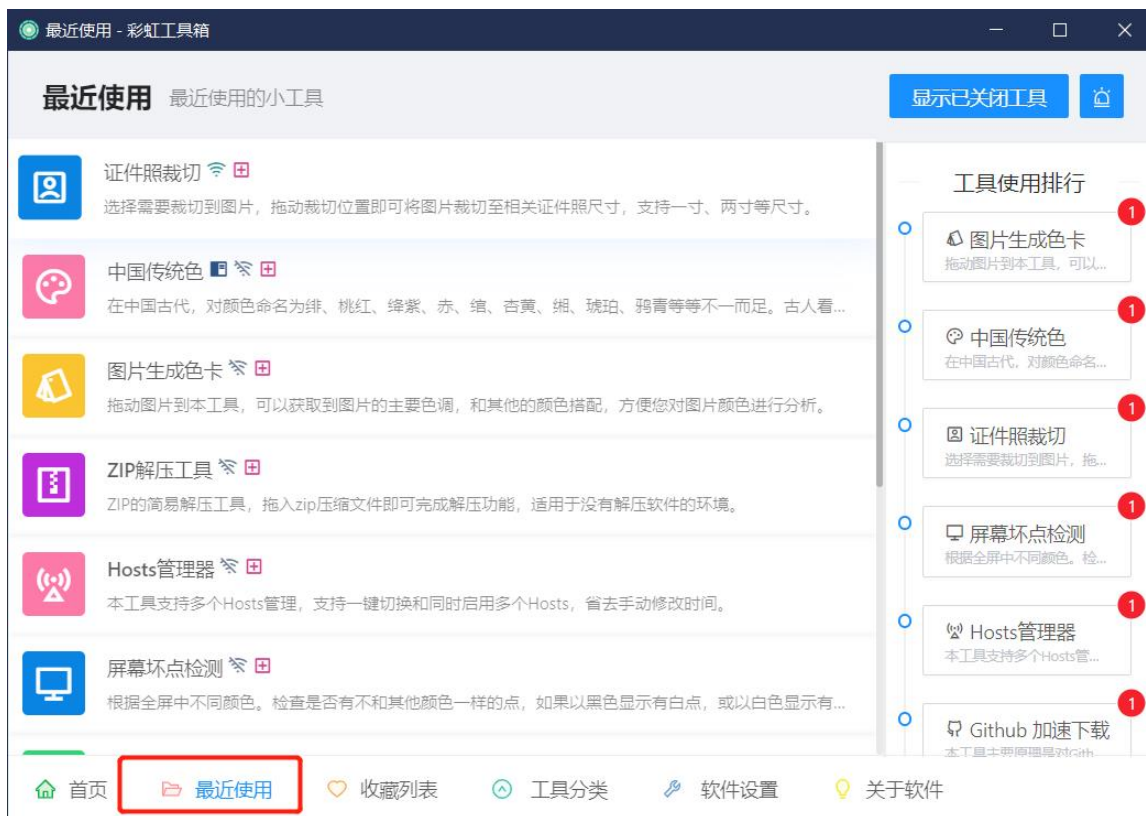 最近使用 - 彩虹工具箱
最近使用 最近使用的小工具
显示已关闭工具
证件照裁切
选择需要裁切到图片，拖动裁切位置即可将图片裁切至相关证件照尺寸，支持一寸、两寸等尺寸。
中国传统色
在中国古代，对颜色命名为绯、桃红、绛紫、赤、缙、杏黄、缃、琥珀、鸦青等等不一而足。古人看...
图片生成色卡
拖动图片到本工具，可以获取到图片的主要色调，和其他的颜色搭配，方便您对图片颜色进行分析。
ZIP解压工具
ZIP的简易解压工具，拖入zip压缩文件即可完成解压功能，适用于没有解压软件的环境。
Hosts管理器
本工具支持多个Hosts管理，支持一键切换和同时启用多个Hosts，省去手动修改时间。
屏幕坏点检测
根据全屏中不同颜色。检查是否有不和其他颜色一样的点，如果以黑色显示有白点，或以白色显示有...
工具使用排行
1
图片生成色卡
拖动图片到本工具，可以...
1
中国传统色
在中国古代，对颜色命名...
1
证件照裁切
选择需要裁切到图片，拖...
1
屏幕坏点检测
根据全屏中不同颜色。检...
1
Hosts管理器
本工具支持多个Hosts管...
1
Github 加速下载
本工具主要原理是对Gith...
首页 最近使用 收藏列表 工具分类 软件设置 关于软件